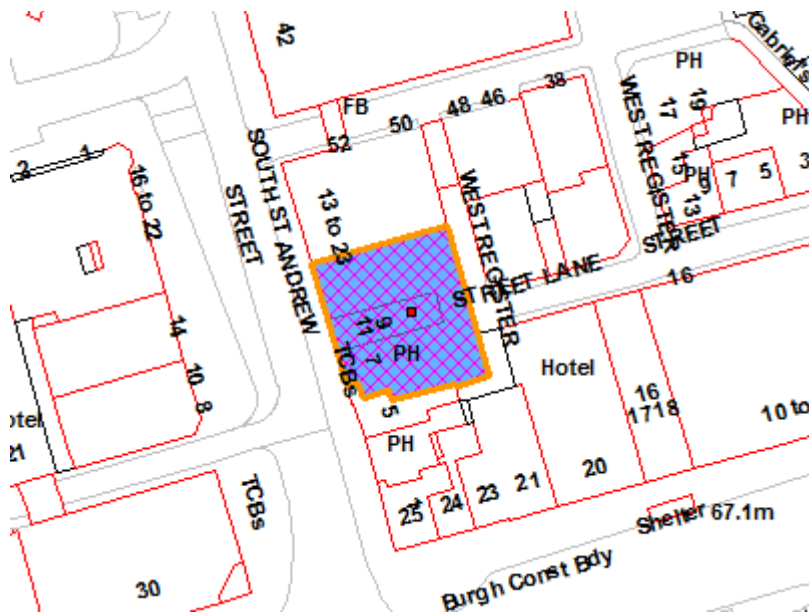 42
FB
38
48 46
50
52
PH
Gabriel's
17
19
PH
WEST REGISTER
15
PH
13
9
7
5
3
STREET
2
1
16 to 22
SOUTH ST ANDREW
STREET
13 to 23
WEST REGISTER
STREET LANE
16
9
11
7
PH
TCBs
5
PH
14
10
8
otel
21
Hotel
16
1718
10 to
20
21
23
24
25
Shelter 67.1m
TCBs
30
Burgh Const Bdy